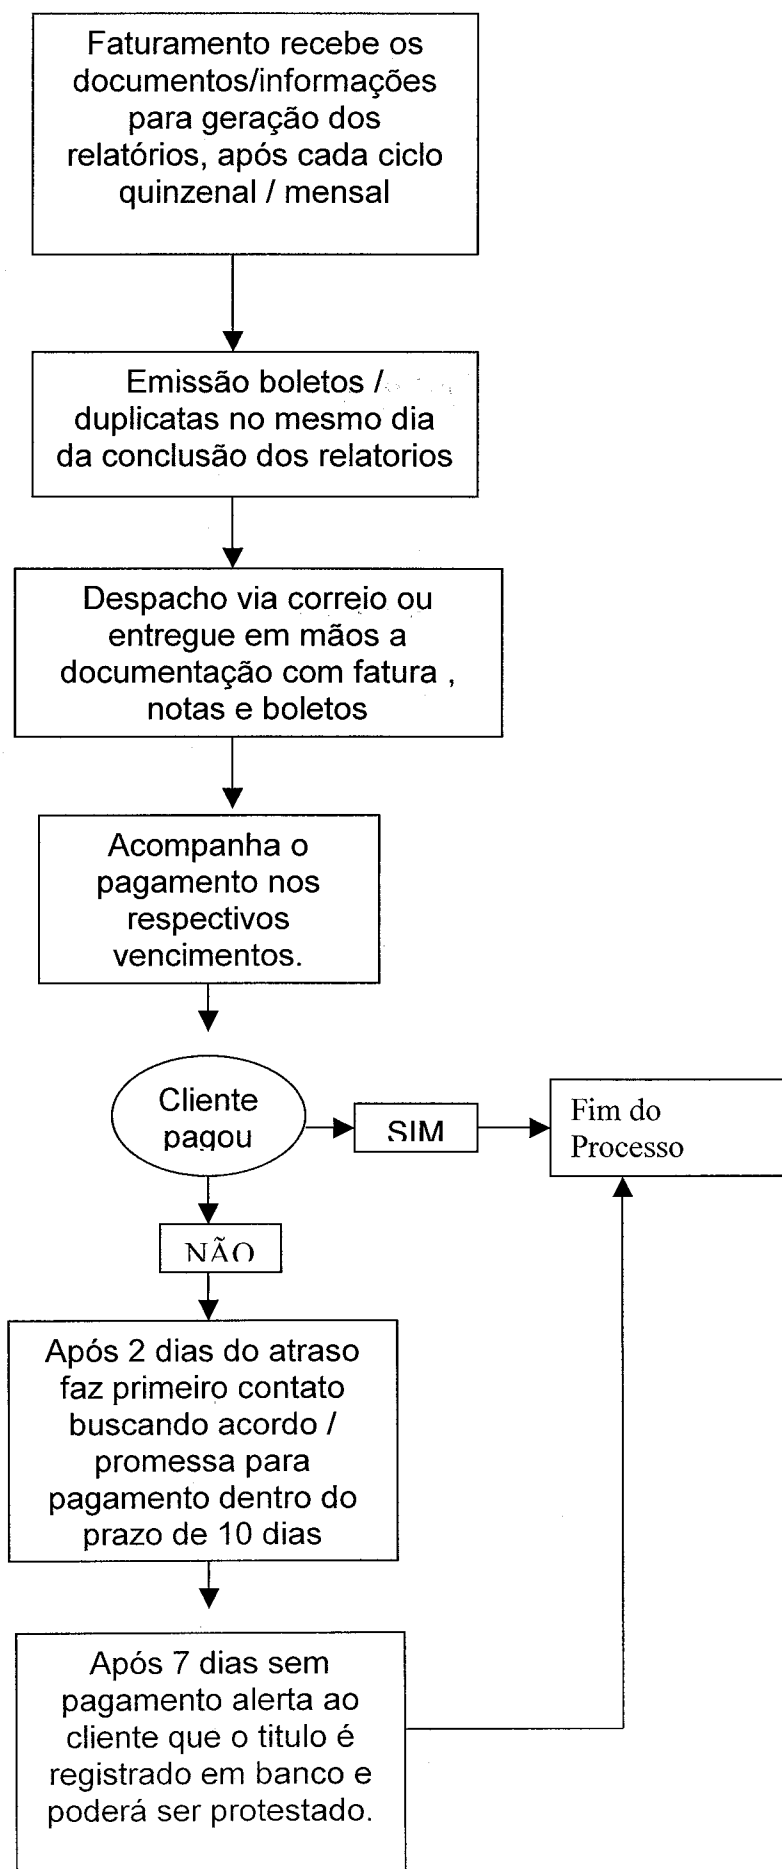 Faturamento recebe os
documentos/informações
para geração dos
relatórios, após cada ciclo
quinzenal / mensal
Emissão boletos /
duplicatas no mesmo dia
da conclusão dos relatorios
Despacho via correio ou
entregue em mãos a
documentação com fatura ,
notas e boletos
Acompanha o
pagamento nos
respectivos
vencimentos.
Cliente
pagou
SIM
Fim do
Processo
NÃO
Após 2 dias do atraso
faz primeiro contato
buscando acordo /
promessa para
pagamento dentro do
prazo de 10 dias
Após 7 dias sem
pagamento alerta ao
cliente que o titulo é
registrado em banco e
poderá ser protestado.